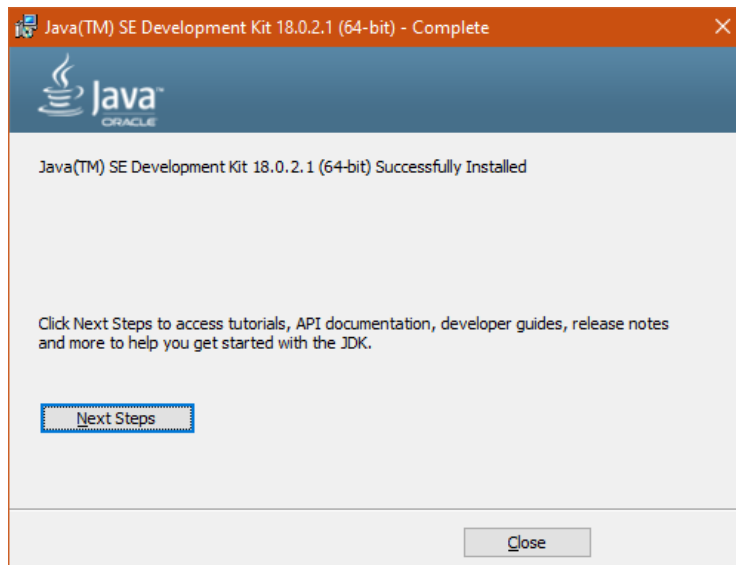 Java(TM) SE Development Kit 18.0.2.1 (64-bit) - Complete
Java™
ORACLE
Java(TM) SE Development Kit 18.0.2.1 (64-bit) Successfully Installed
Click Next Steps to access tutorials, API documentation, developer guides, release notes
and more to help you get started with the JDK.
Next Steps
Close